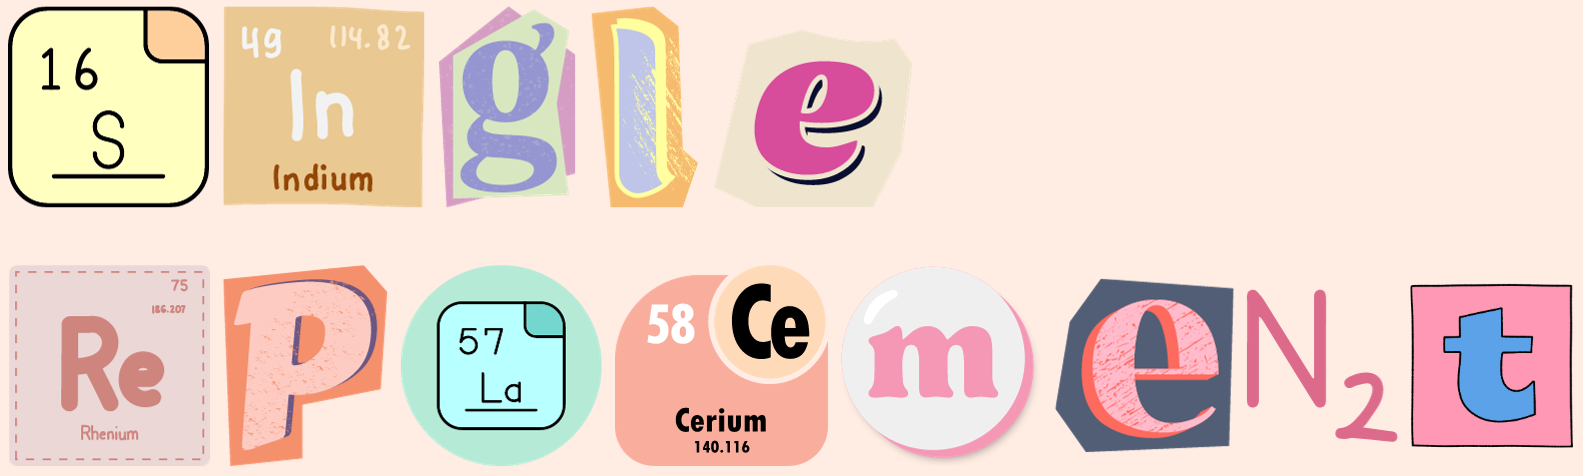 16 S 49 114.82 In Indium g l e
75 186.207 Re Rhenium P 57 La 58 Ce Cerium 140.116 m e N₂ t